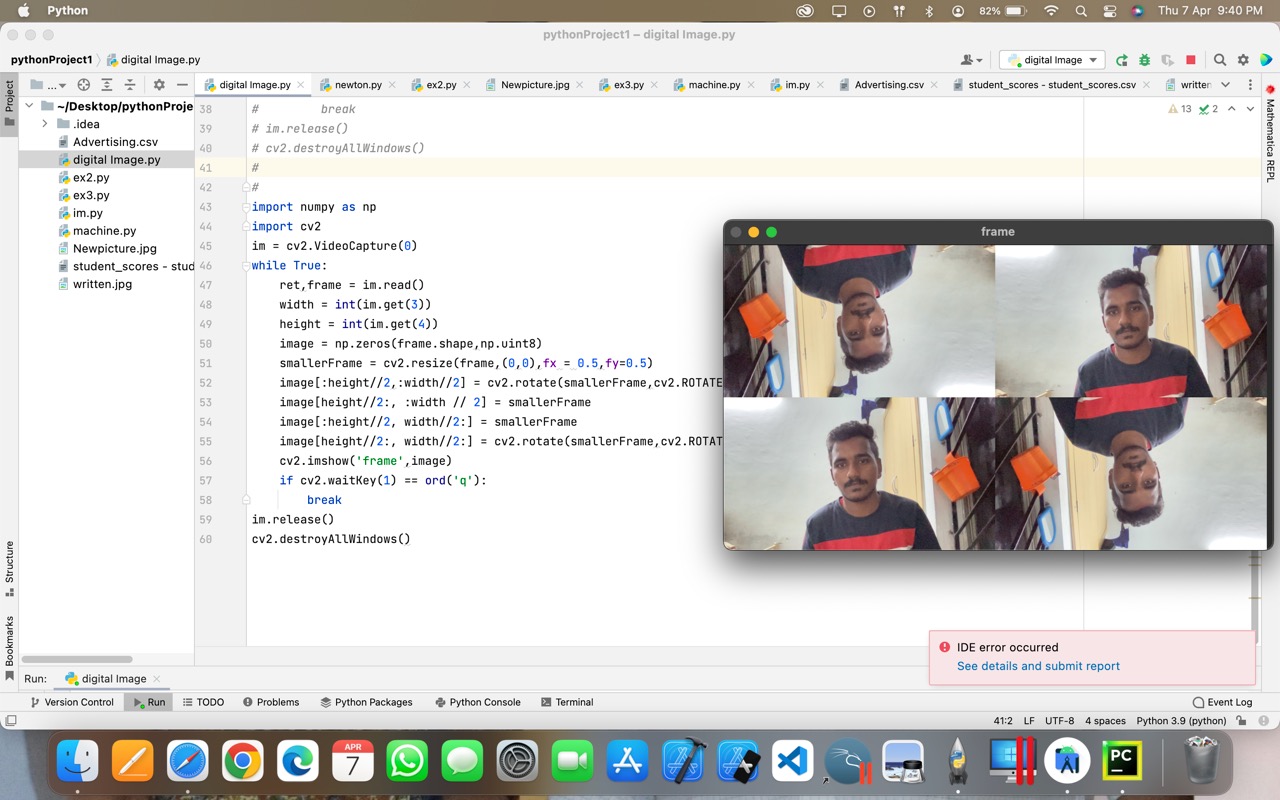 Python
82%
Thu 7 Apr 9:40 PM
pythonProject1 – digital Image.py
pythonProject1
digital Image.py
digital Image
Project
...
digital Image.py
newton.py
ex2.py
Newpicture.jpg
ex3.py
machine.py
im.py
Advertising.csv
student_scores - student_scores.csv
writter
~/Desktop/pythonProje
.idea
Advertising.csv
digital Image.py
ex2.py
ex3.py
im.py
machine.py
Newpicture.jpg
student_scores - stud
written.jpg
13
2
Mathematica REPL
38 # break
39 # im.release()
40 # cv2.destroyAllWindows()
41 #
42 #
43 import numpy as np
44 import cv2
45 im = cv2.VideoCapture(0)
46 while True:
47 ret,frame = im.read()
48 width = int(im.get(3))
49 height = int(im.get(4))
50 image = np.zeros(frame.shape,np.uint8)
51 smallerFrame = cv2.resize(frame,(0,0),fx = 0.5,fy=0.5)
52 image[:height//2,:width//2] = cv2.rotate(smallerFrame,cv2.ROTATE
53 image[height//2:, :width // 2] = smallerFrame
54 image[:height//2, width//2:] = smallerFrame
55 image[height//2:, width//2:] = cv2.rotate(smallerFrame,cv2.ROTAT
56 cv2.imshow('frame',image)
57 if cv2.waitKey(1) == ord('q'):
58 break
59 im.release()
60 cv2.destroyAllWindows()
frame
IDE error occurred
See details and submit report
Structure
Bookmarks
Run:
digital Image
Version Control
Run
TODO
Problems
Python Packages
Python Console
Terminal
Event Log
41:2 LF UTF-8 4 spaces Python 3.9 (python)
APR
7
PC